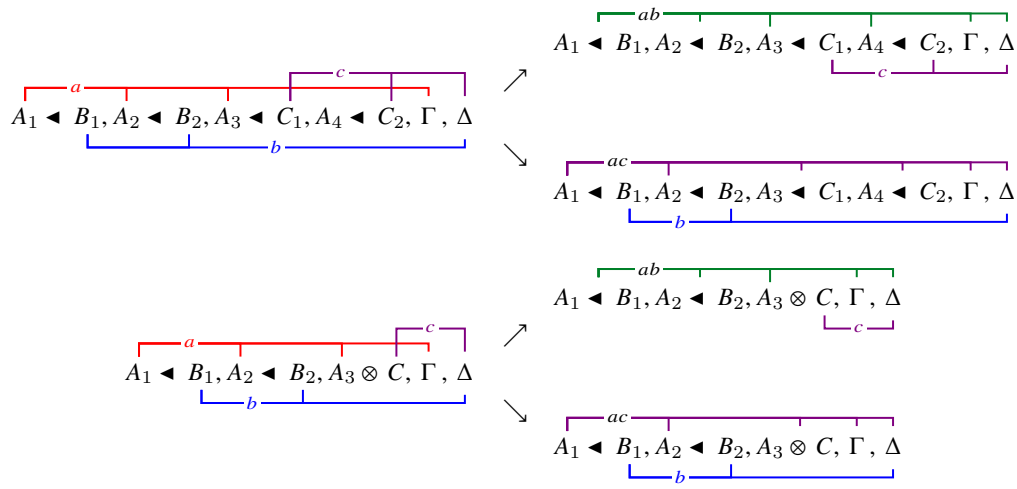 ab
A₁ ◄ B₁, A₂ ◄ B₂, A₃ ◄ C₁, A₄ ◄ C₂, Γ, Δ
c
c
a
A₁ ◄ B₁, A₂ ◄ B₂, A₃ ◄ C₁, A₄ ◄ C₂, Γ, Δ
b
ac
A₁ ◄ B₁, A₂ ◄ B₂, A₃ ◄ C₁, A₄ ◄ C₂, Γ, Δ
b
ab
A₁ ◄ B₁, A₂ ◄ B₂, A₃ ⊗ C, Γ, Δ
c
c
a
A₁ ◄ B₁, A₂ ◄ B₂, A₃ ⊗ C, Γ, Δ
b
ac
A₁ ◄ B₁, A₂ ◄ B₂, A₃ ⊗ C, Γ, Δ
b